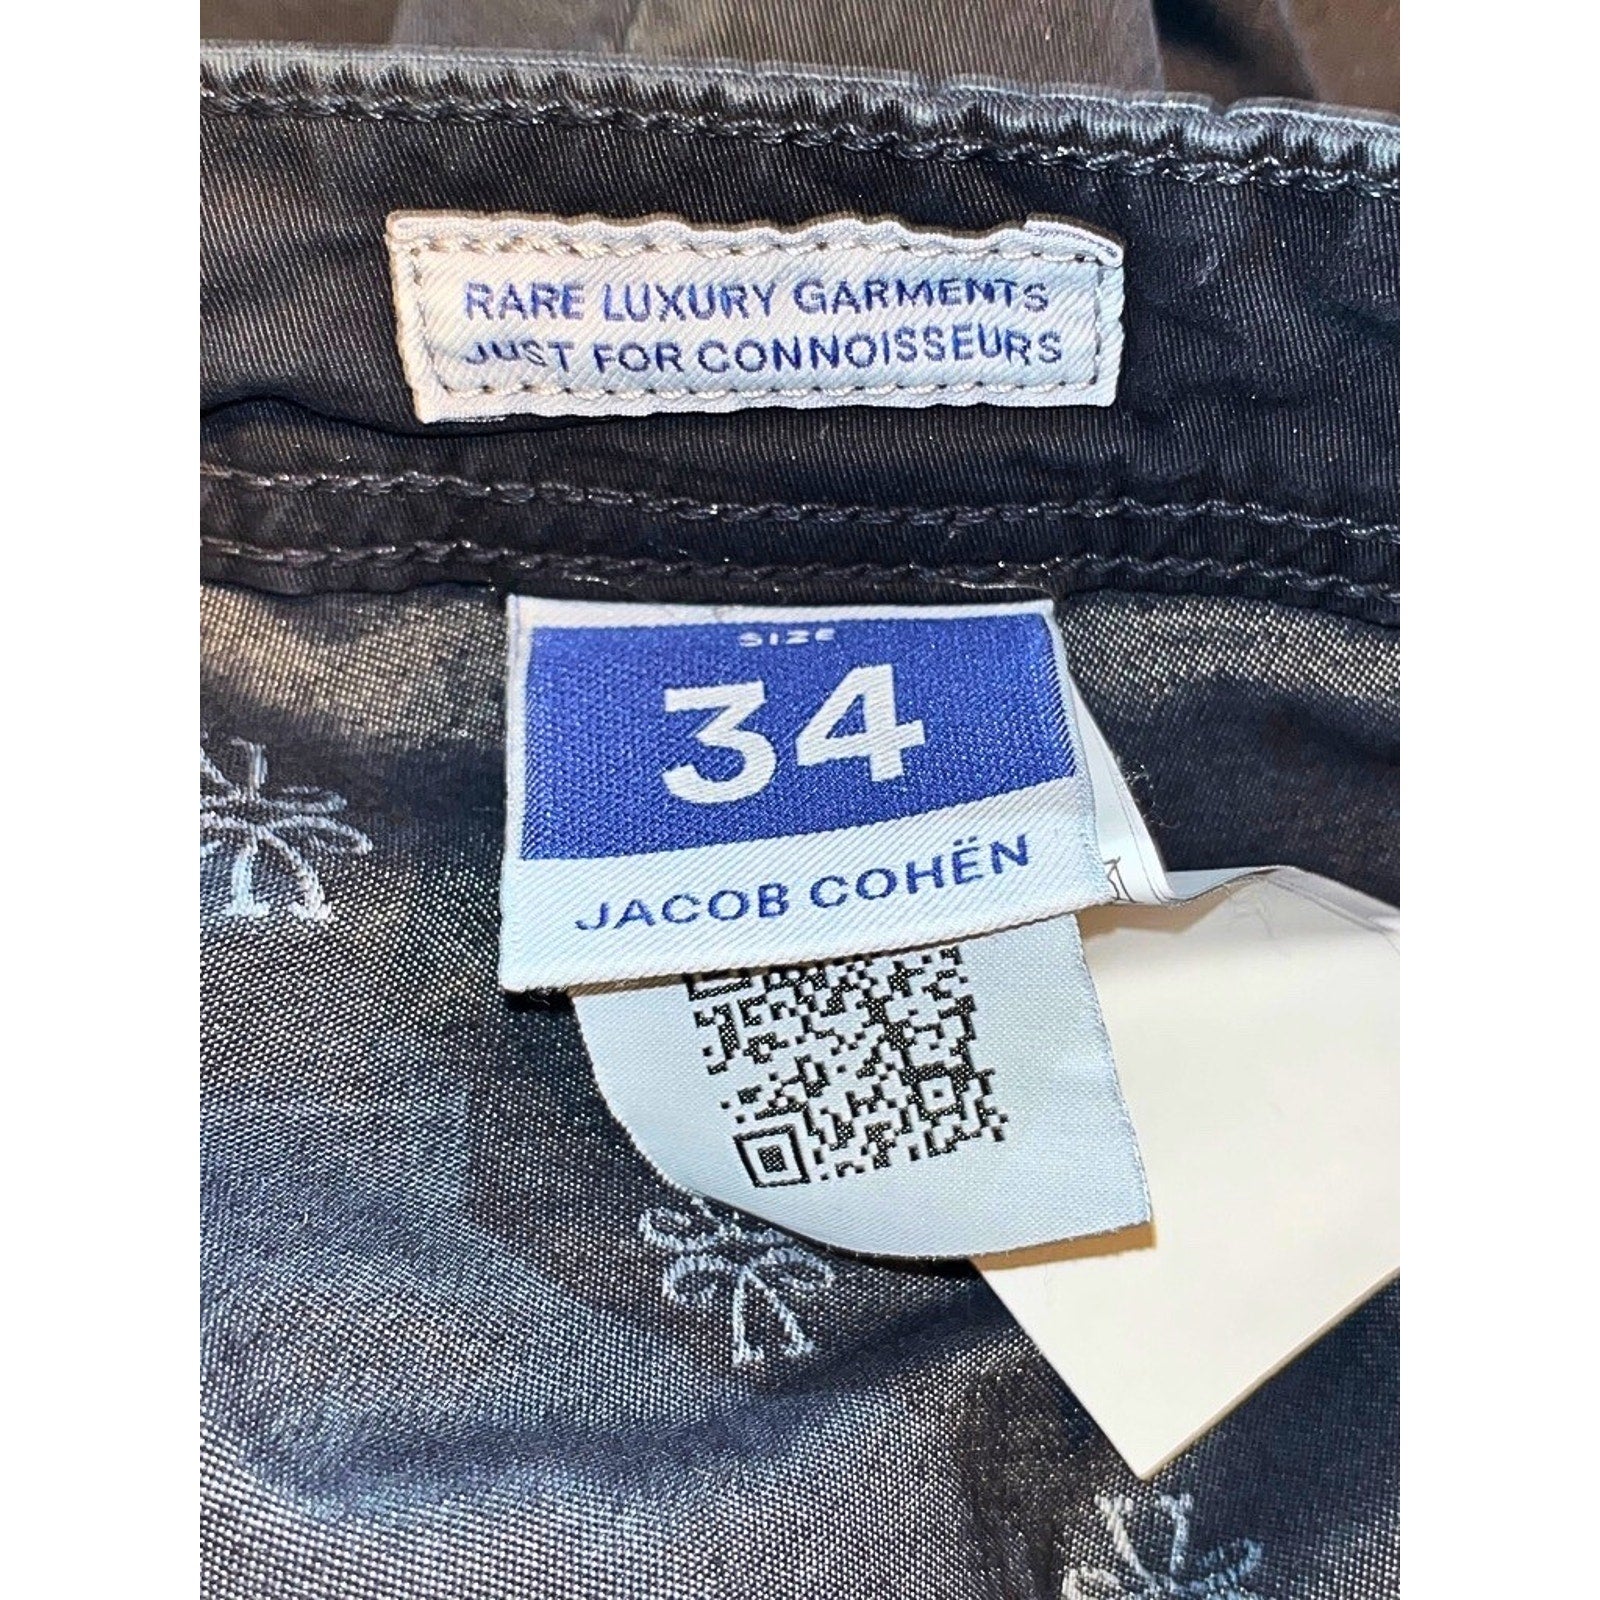 RARE LUXURY GARMENTS
JUST FOR CONNOISSEURS
SIZE
34
JACOB COHËN